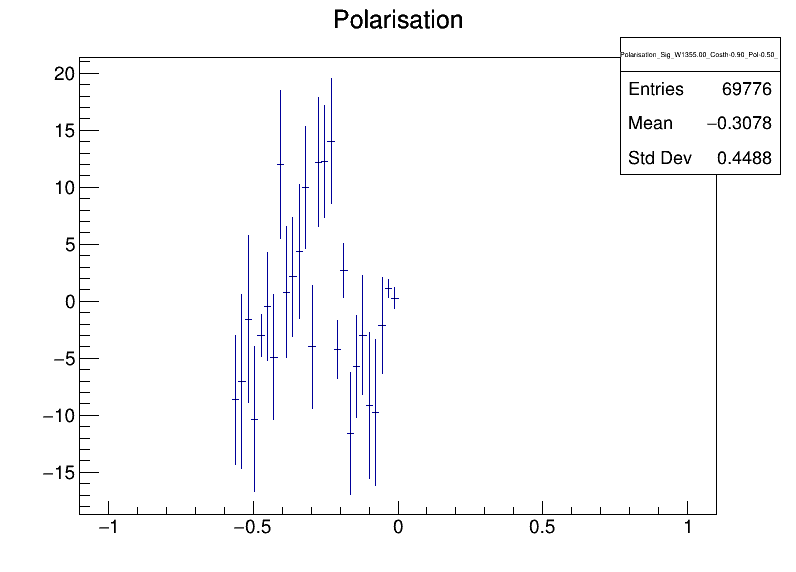 Polarisation
Polarisation_Sig_W1355.00_Costh-0.90_Pol-0.50_
Entries 69776
Mean −0.3078
Std Dev 0.4488
20
15
10
5
0
−5
−10
−15
−1 −0.5 0 0.5 1